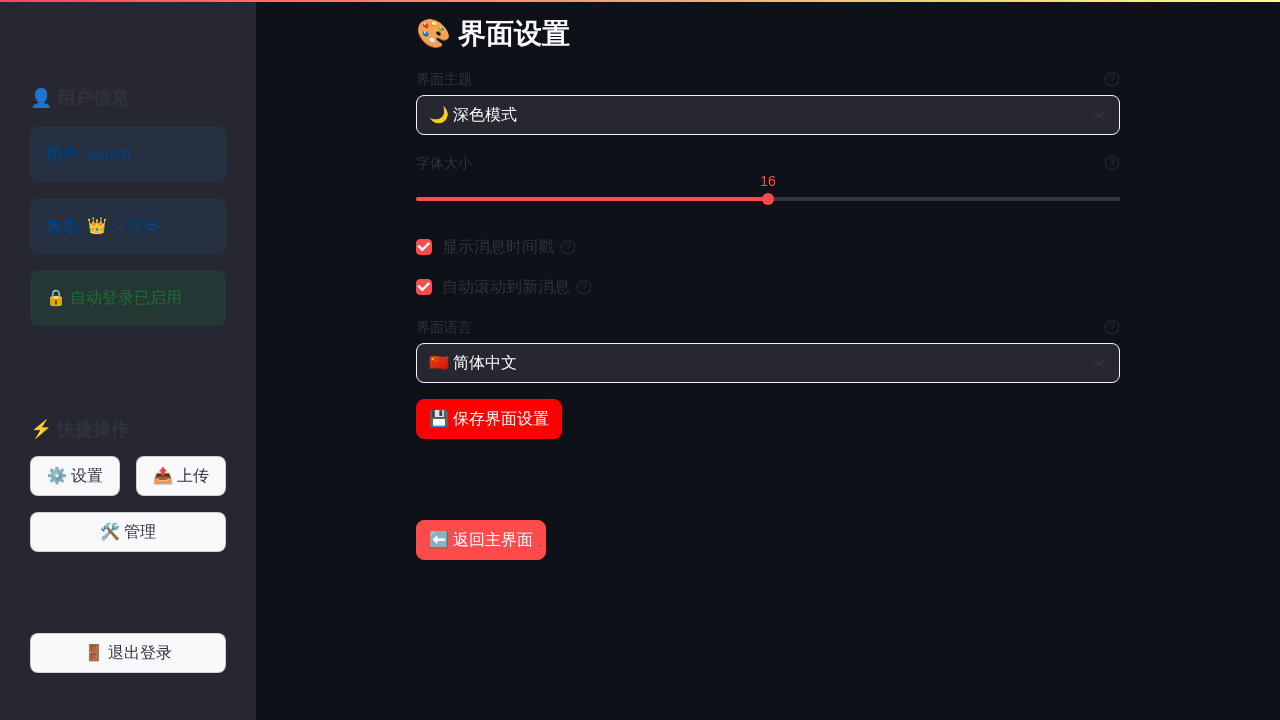 👤 用户信息
用户: admin
角色: 👑 管理员
🔒 自动登录已启用
⚡ 快捷操作
⚙️ 设置
📤 上传
🛠️ 管理
🚪 退出登录
🎨 界面设置
界面主题
🌙 深色模式
字体大小
16
显示消息时间戳
自动滚动到新消息
界面语言
🇨🇳 简体中文
💾 保存界面设置
⬅️ 返回主界面